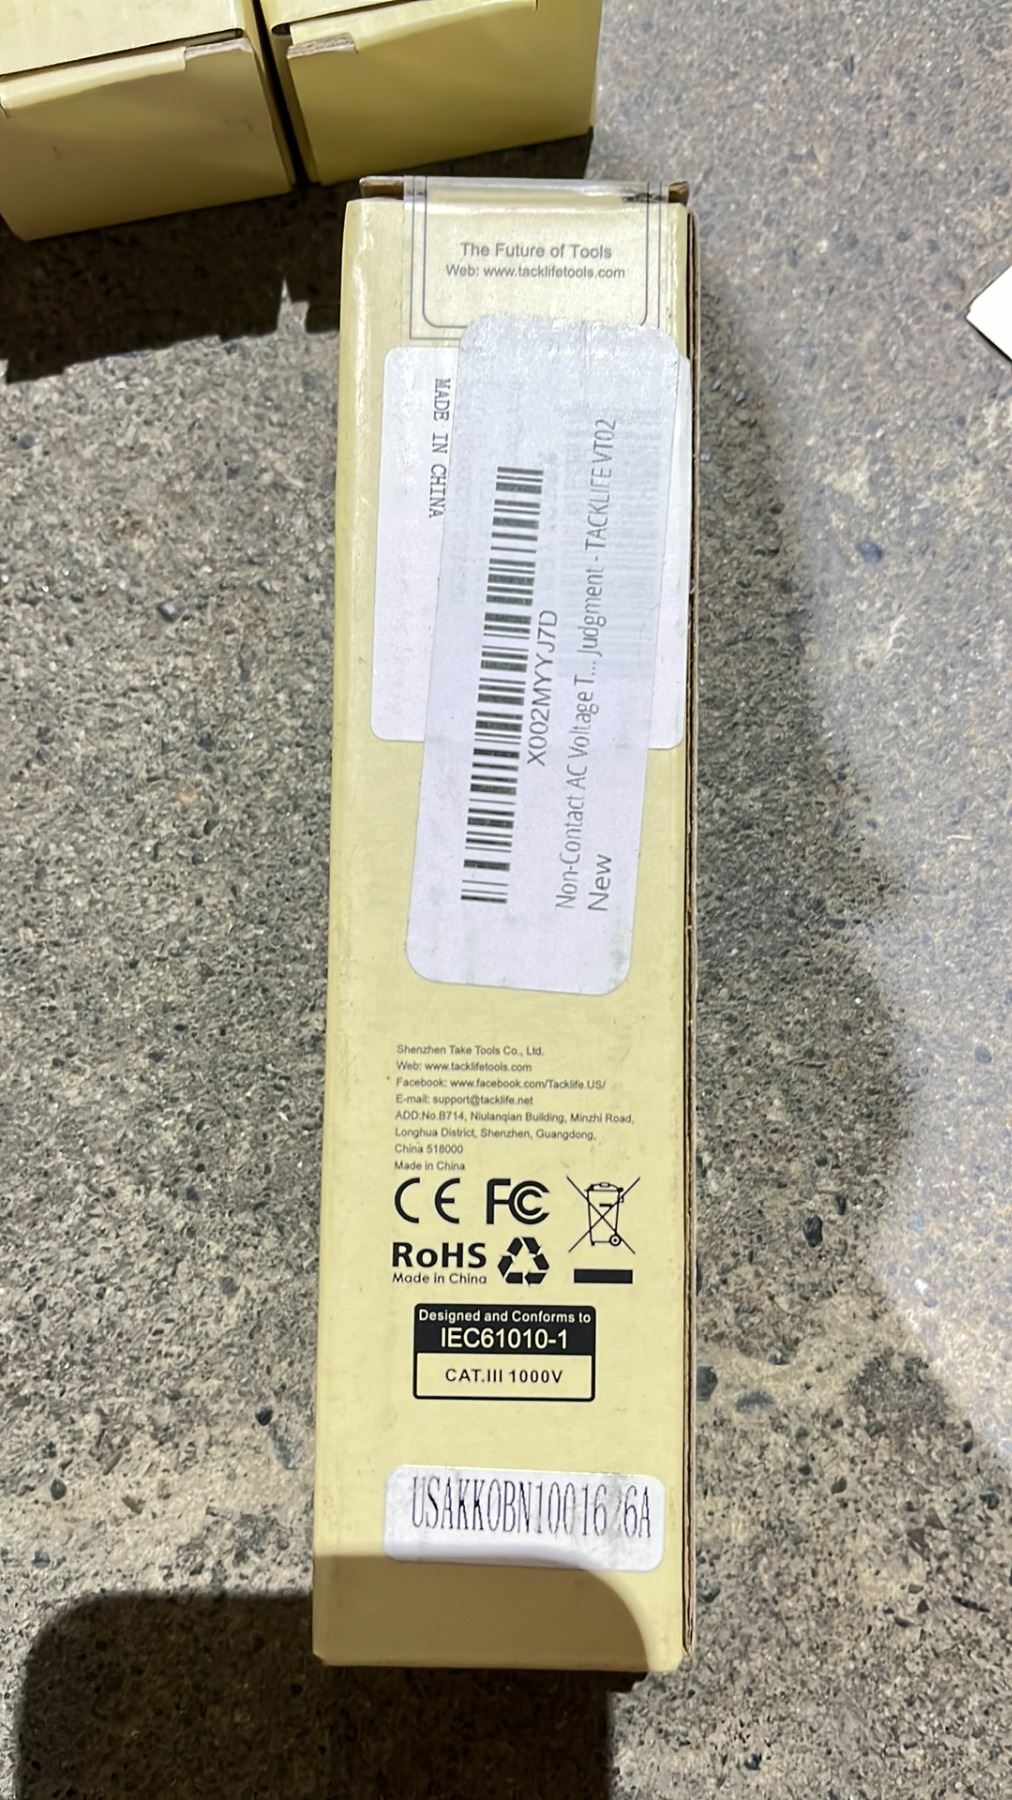 The Future of Tools
Web: www.tacklifetools.com
MADE IN CHINA
X002MYYJ7D
Non-Contact AC Voltage T... Judgment - TACKLIFE VT02
New
Shenzhen Take Tools Co., Ltd.
Web: www.tacklifetools.com
Facebook: www.facebook.com/Tacklife.US/
E-mail: support@tacklife.net
ADD:No.B714, Niulanqian Building, Minzhi Road,
Longhua District, Shenzhen, Guangdong,
China 518000
Made in China
CE FC
RoHS
Made in China
Designed and Conforms to
IEC61010-1
CAT.III 1000V